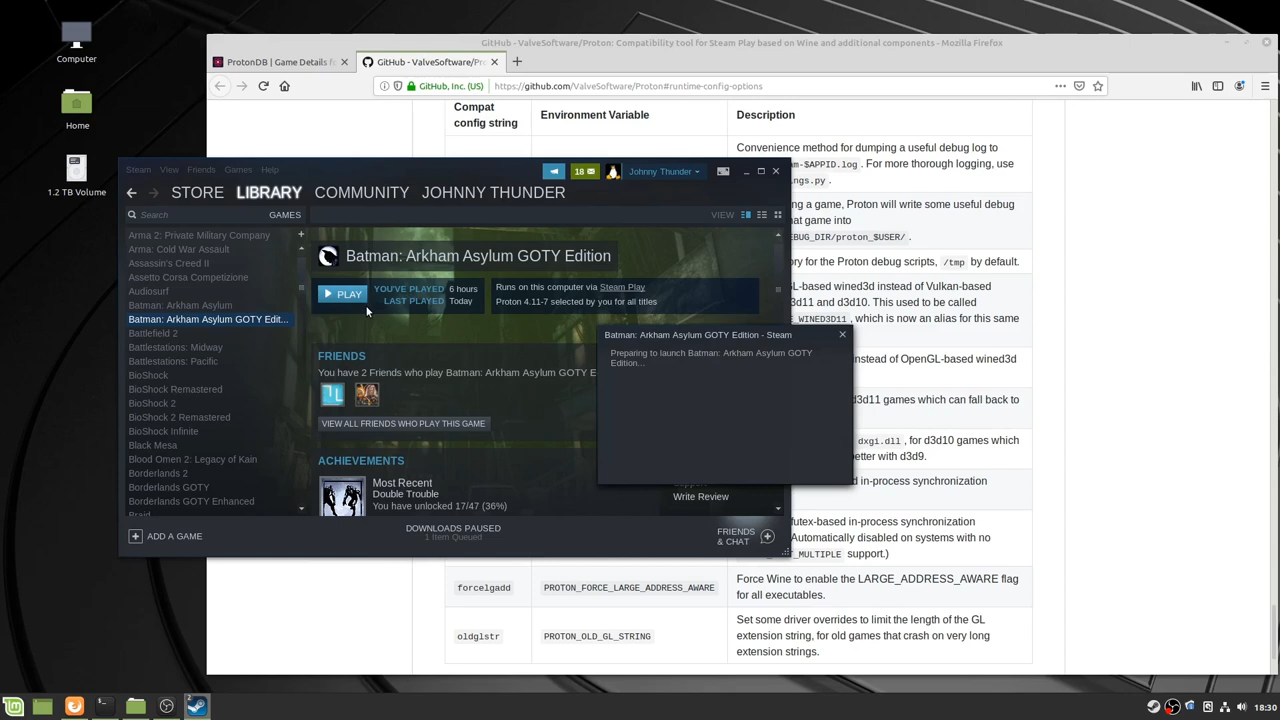 Computer
Home
1.2 TB Volume
GitHub - ValveSoftware/Proton: Compatibility tool for Steam Play based on Wine and additional components - Mozilla Firefox
ProtonDB | Game Details f
GitHub - ValveSoftware/Pr
GitHub, Inc. (US)
https://github.com/ValveSoftware/Proton#runtime-config-options
Compat
config string
Environment Variable
Description
Convenience method for dumping a useful debug log to
am-$APPID.log . For more thorough logging, use
ngs.py .
ng a game, Proton will write some useful debug
hat game into
EBUG_DIR/proton_$USER/ .
ory for the Proton debug scripts, /tmp by default.
GL-based wined3d instead of Vulkan-based
d3d11 and d3d10. This used to be called
_WINED3D11 , which is now an alias for this same
instead of OpenGL-based wined3d
d3d11 games which can fall back to
dxgi.dll , for d3d10 games which
etter with d3d9.
d in-process synchronization
futex-based in-process synchronization
Automatically disabled on systems with no
T_MULTIPLE support.)
forcelgadd
PROTON_FORCE_LARGE_ADDRESS_AWARE
Force Wine to enable the LARGE_ADDRESS_AWARE flag
for all executables.
oldglstr
PROTON_OLD_GL_STRING
Set some driver overrides to limit the length of the GL
extension string, for old games that crash on very long
extension strings.
Steam View Friends Games Help
18
Johnny Thunder
STORE LIBRARY COMMUNITY JOHNNY THUNDER
Search
GAMES
VIEW
Arma 2: Private Military Company
Arma: Cold War Assault
Assassin's Creed II
Assetto Corsa Competizione
Audiosurf
Batman: Arkham Asylum
Batman: Arkham Asylum GOTY Edit...
Battlefield 2
Battlestations: Midway
Battlestations: Pacific
BioShock
BioShock Remastered
BioShock 2
BioShock 2 Remastered
BioShock Infinite
Black Mesa
Blood Omen 2: Legacy of Kain
Borderlands 2
Borderlands GOTY
Borderlands GOTY Enhanced
Braid
Batman: Arkham Asylum GOTY Edition
PLAY
YOU'VE PLAYED 6 hours
LAST PLAYED Today
Runs on this computer via Steam Play
Proton 4.11-7 selected by you for all titles
FRIENDS
You have 2 Friends who play Batman: Arkham Asylum GOTY E
VIEW ALL FRIENDS WHO PLAY THIS GAME
ACHIEVEMENTS
Most Recent
Double Trouble
You have unlocked 17/47 (36%)
Write Review
ADD A GAME
DOWNLOADS PAUSED
1 Item Queued
FRIENDS
& CHAT
Batman: Arkham Asylum GOTY Edition - Steam
Preparing to launch Batman: Arkham Asylum GOTY
Edition...
2
18:30